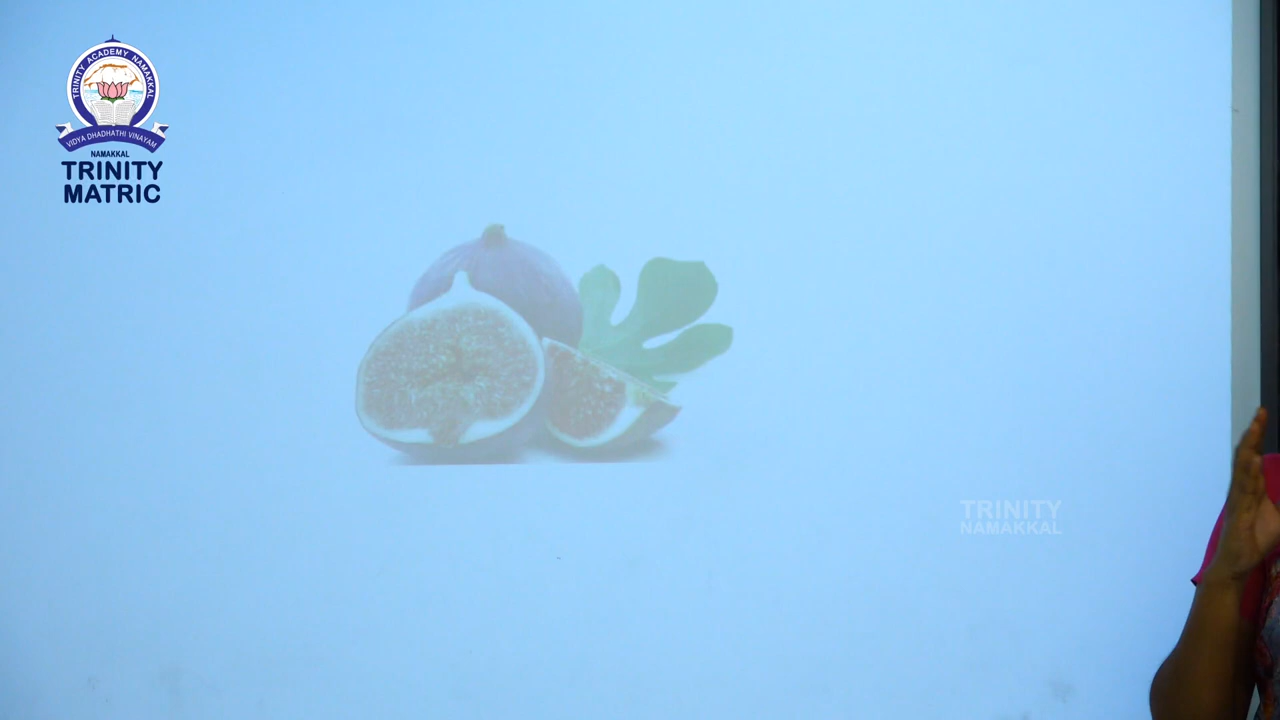 TRINITY ACADEMY NAMAKKAL
VIDYA DHADHATHI VINAYAM
NAMAKKAL
TRINITY
MATRIC
TRINITY
NAMAKKAL